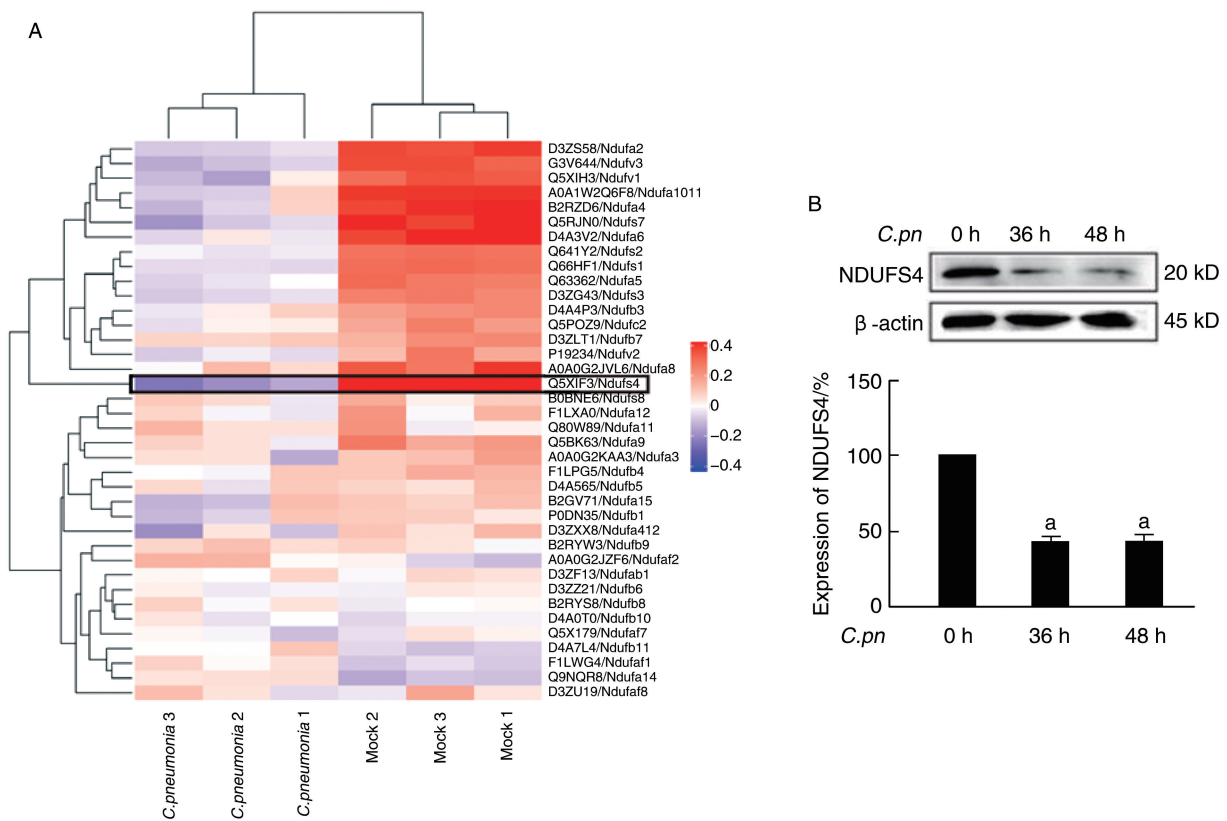 A
D3ZS58/Ndufa2
G3V644/Ndufv3
Q5XIH3/Ndufv1
A0A1W2Q6F8/Ndufa1011
B2RZD6/Ndufa4
Q5RJN0/Ndufs7
D4A3V2/Ndufa6
Q641Y2/Ndufs2
Q66HF1/Ndufs1
Q63362/Ndufa5
D3ZG43/Ndufs3
D4A4P3/Ndufb3
Q5POZ9/Ndufc2
D3ZLT1/Ndufb7
P19234/Ndufv2
A0A0G2JVL6/Ndufa8
Q5XIF3/Ndufs4
B0BNE6/Ndufs8
F1LXA0/Ndufa12
Q80W89/Ndufa11
Q5BK63/Ndufa9
A0A0G2KAA3/Ndufa3
F1LPG5/Ndufb4
D4A565/Ndufb5
B2GV71/Ndufa15
P0DN35/Ndufb1
D3ZXX8/Ndufa412
B2RYW3/Ndufb9
A0A0G2JZF6/Ndufaf2
D3ZF13/Ndufab1
D3ZZ21/Ndufb6
B2RYS8/Ndufb8
D4A0T0/Ndufb10
Q5X179/Ndufaf7
D4A7L4/Ndufb11
F1LWG4/Ndufaf1
Q9NQR8/Ndufa14
D3ZU19/Ndufaf8
0.4
0.2
0
−0.2
−0.4
C.pneumonia 3
C.pneumonia 2
C.pneumonia 1
Mock 2
Mock 3
Mock 1
B
C.pn 0 h 36 h 48 h
NDUFS4 20 kD
β-actin 45 kD
Expression of NDUFS4/%
150
100
50
0
a a
C.pn 0 h 36 h 48 h